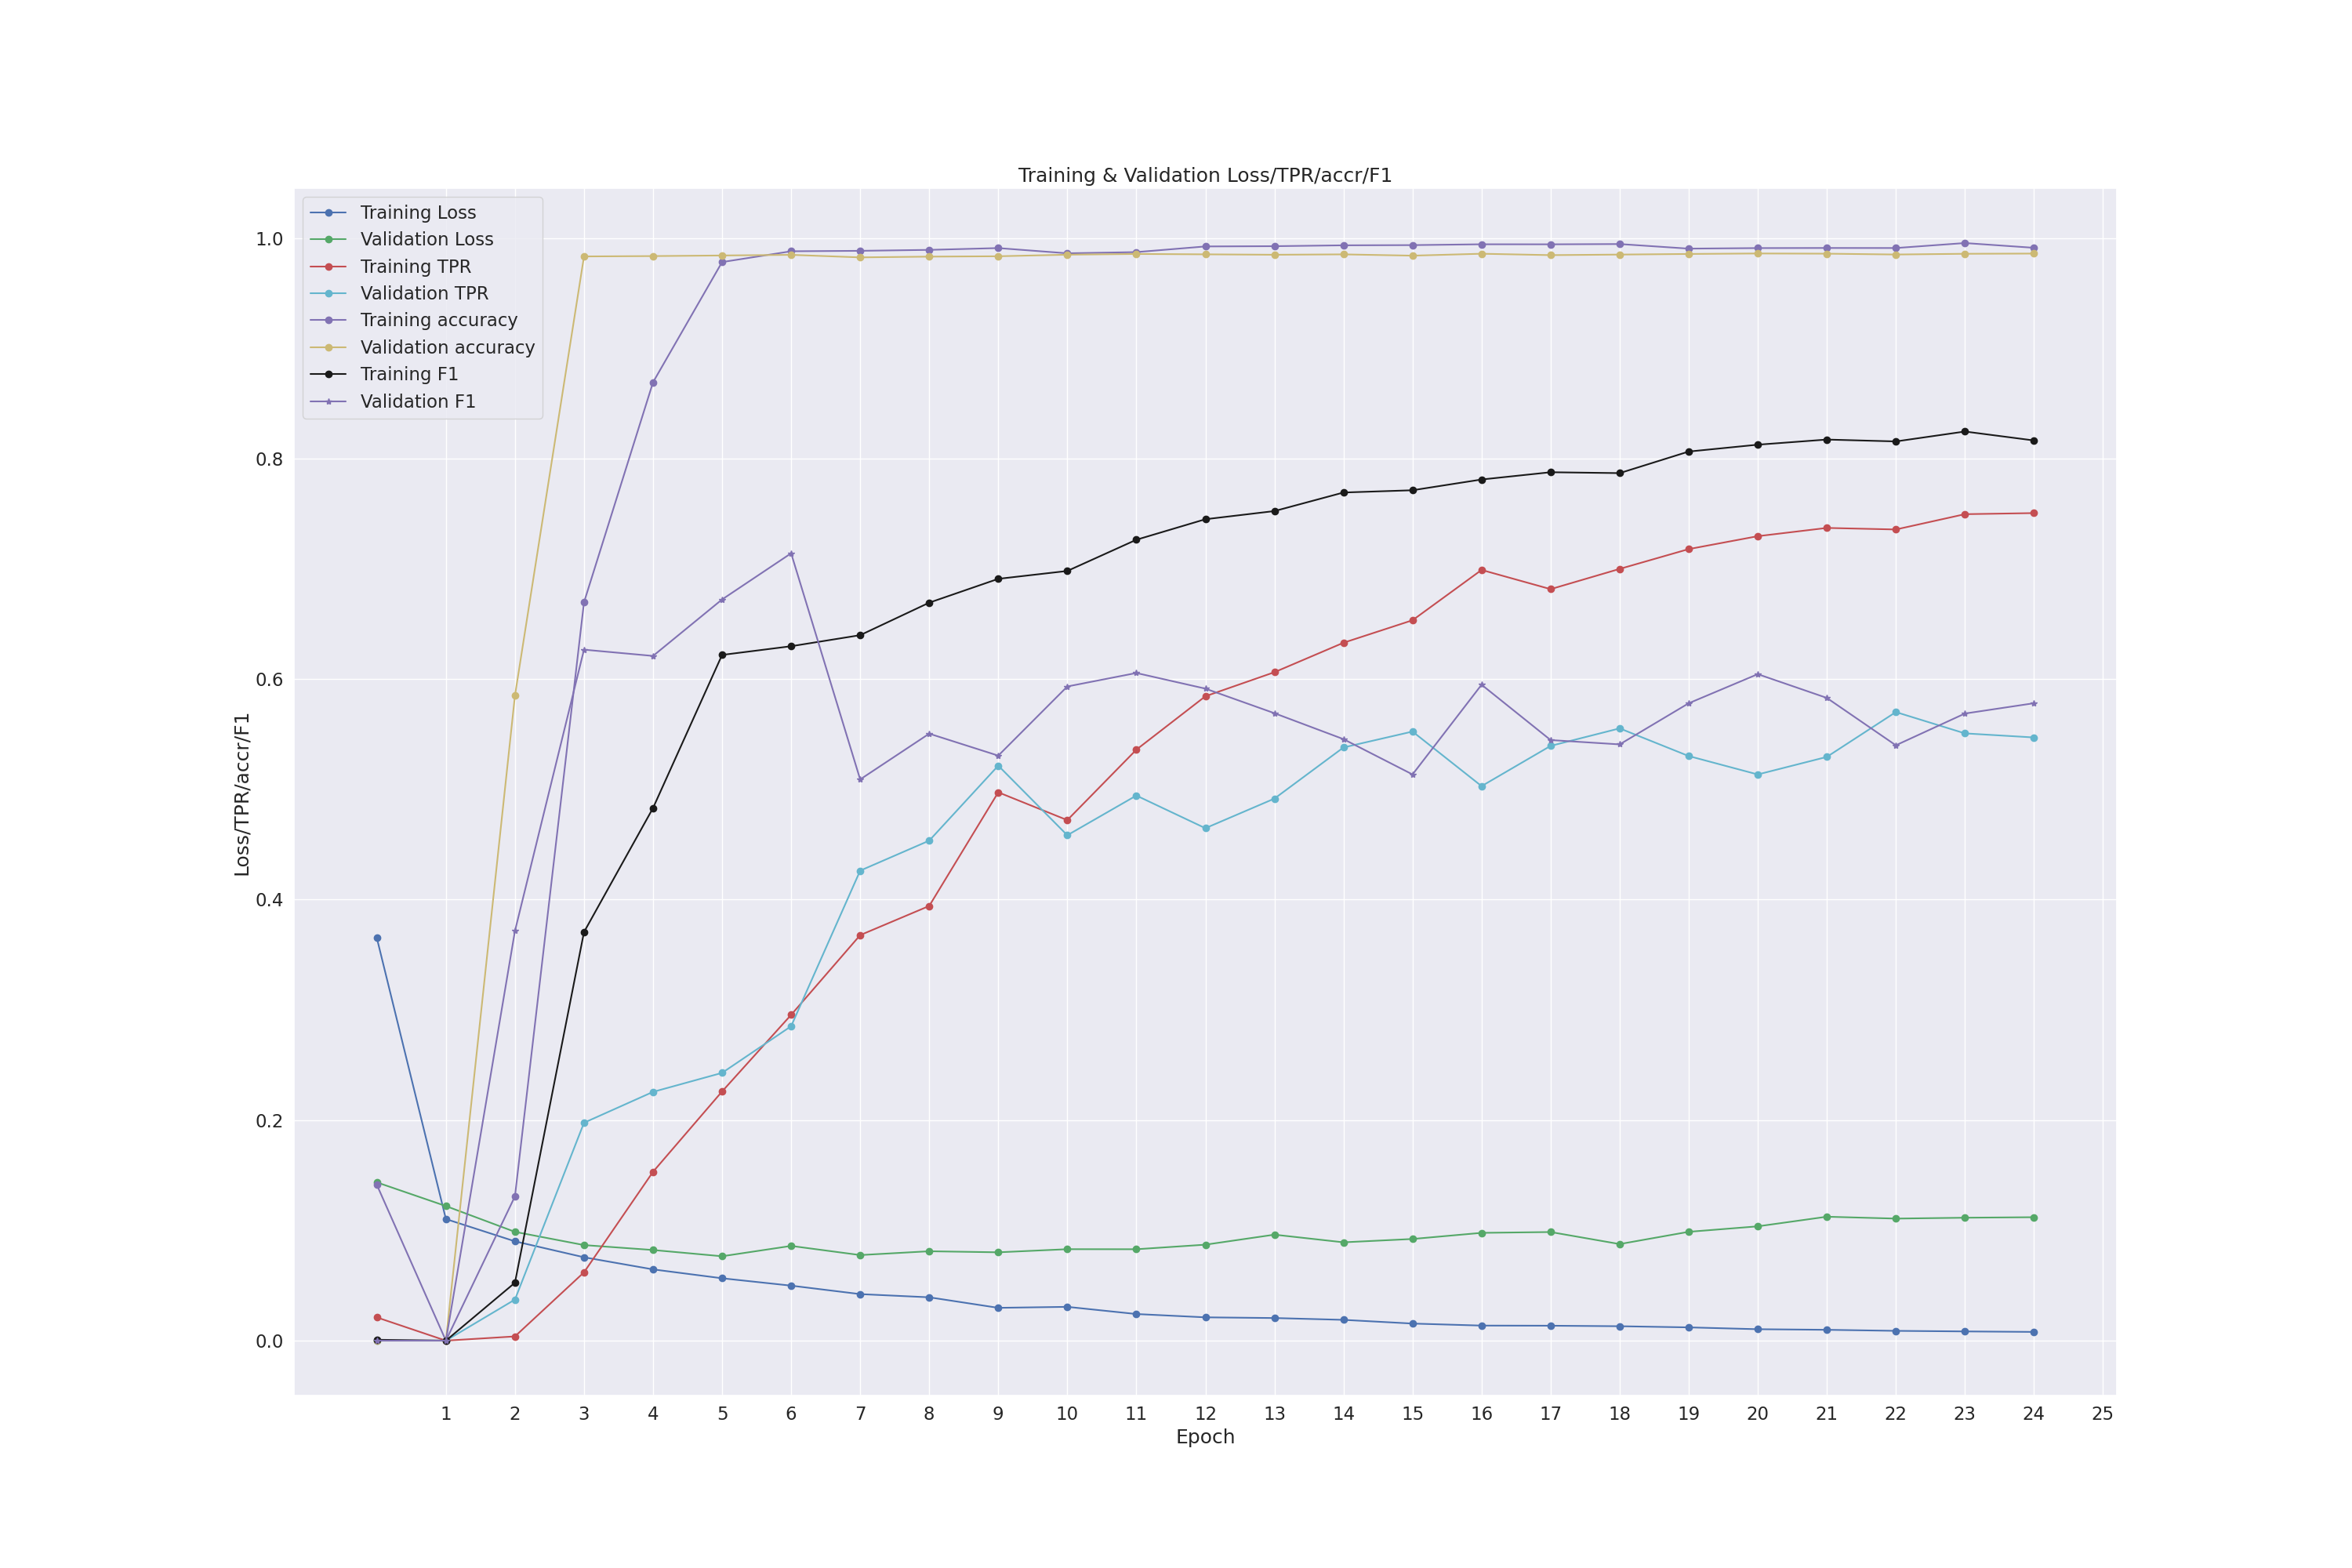 Training & Validation Loss/TPR/accr/F1
Training Loss
Validation Loss
Training TPR
Validation TPR
Training accuracy
Validation accuracy
Training F1
Validation F1
1.0
0.8
0.6
0.4
0.2
0.0
Loss/TPR/accr/F1
1 2 3 4 5 6 7 8 9 10 11 12 13 14 15 16 17 18 19 20 21 22 23 24 25
Epoch